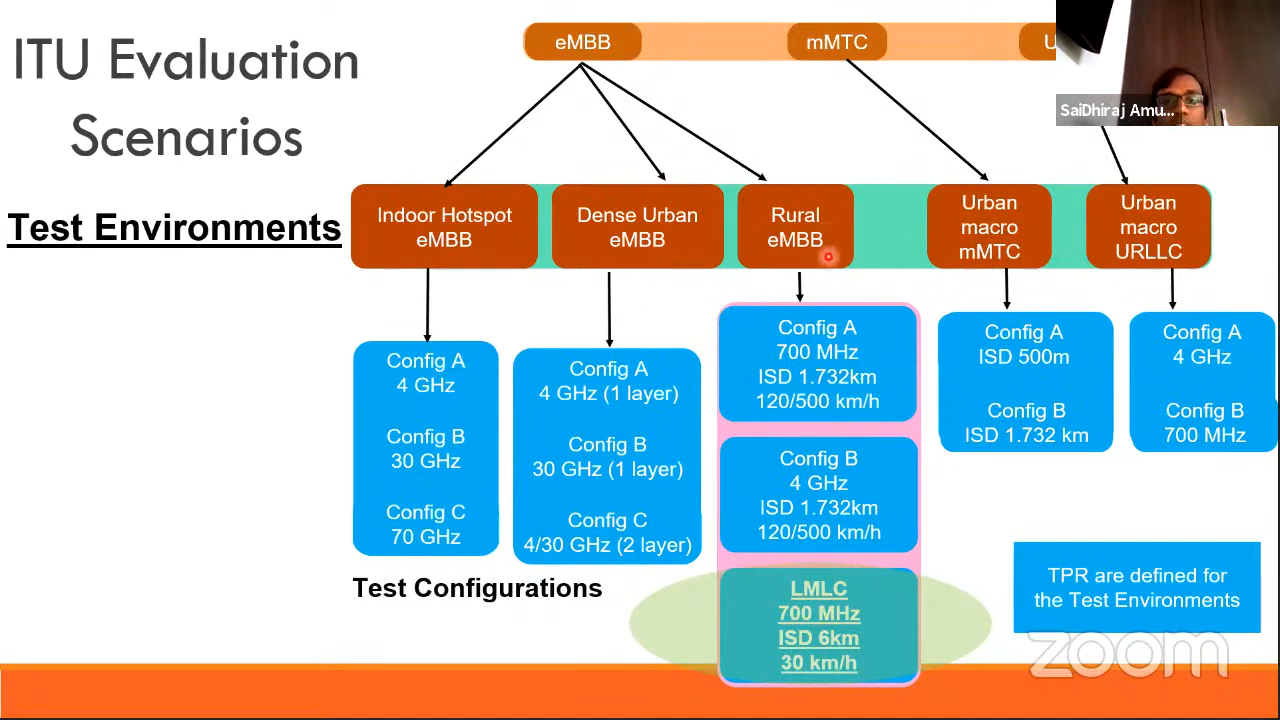 ITU Evaluation
Scenarios
eMBB
mMTC
U
SaiDhiraj Amu...
Test Environments
Indoor Hotspot
eMBB
Dense Urban
eMBB
Rural
eMBB
Urban
macro
mMTC
Urban
macro
URLLC
Config A
4 GHz
Config B
30 GHz
Config C
70 GHz
Config A
4 GHz (1 layer)
Config B
30 GHz (1 layer)
Config C
4/30 GHz (2 layer)
Config A
700 MHz
ISD 1.732km
120/500 km/h
Config B
4 GHz
ISD 1.732km
120/500 km/h
LMLC
700 MHz
ISD 6km
30 km/h
Config A
ISD 500m
Config B
ISD 1.732 km
Config A
4 GHz
Config B
700 MHz
Test Configurations
TPR are defined for
the Test Environments
zoom